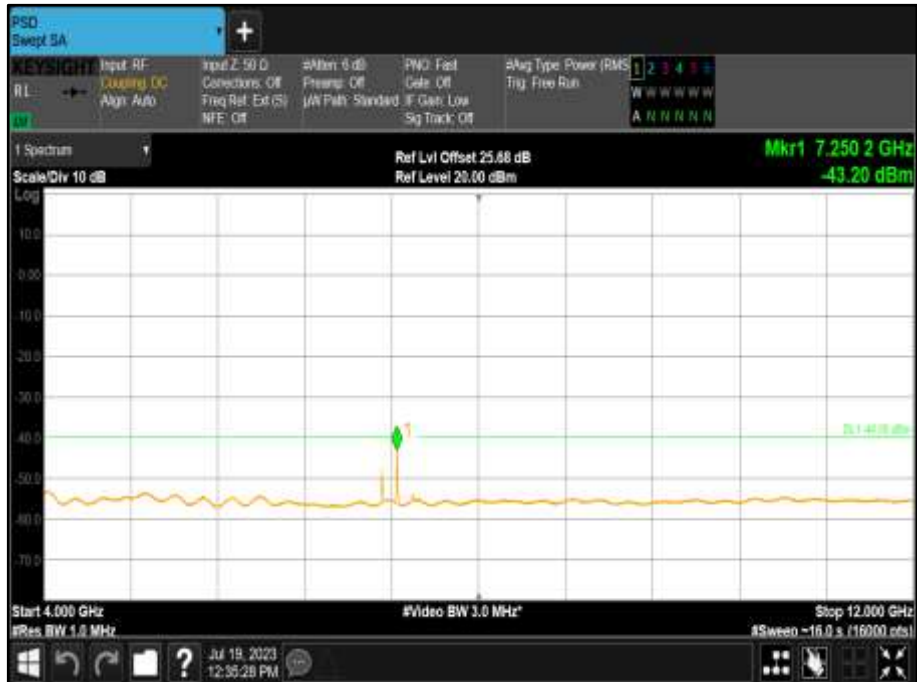 PSD
Swept SA
+
KEYSIGHT
RL
Input: RF
Coupling: DC
Align: Auto
Input Z: 50 Ω
Corrections: Off
Freq Ref: Ext (S)
NFE: Off
#Atten: 6 dB
Preamp: Off
µW Path: Standard
PNO: Fast
Gate: Off
IF Gain: Low
Sig Track: Off
#Avg Type: Power (RMS
Trig: Free Run
1 2 3 4 5 6
W W W W W W
A N N N N N
1 Spectrum
Scale/Div 10 dB
Ref Lvl Offset 25.68 dB
Ref Level 20.00 dBm
Mkr1 7.250 2 GHz
-43.20 dBm
Log
10.0
0.00
-10.0
-20.0
-30.0
-40.0
-50.0
-60.0
-70.0
1
Start 4.000 GHz
#Res BW 1.0 MHz
#Video BW 3.0 MHz*
Stop 12.000 GHz
#Sweep ~16.0 s (16000 pts)
?
Jul 19, 2023
12:35:28 PM